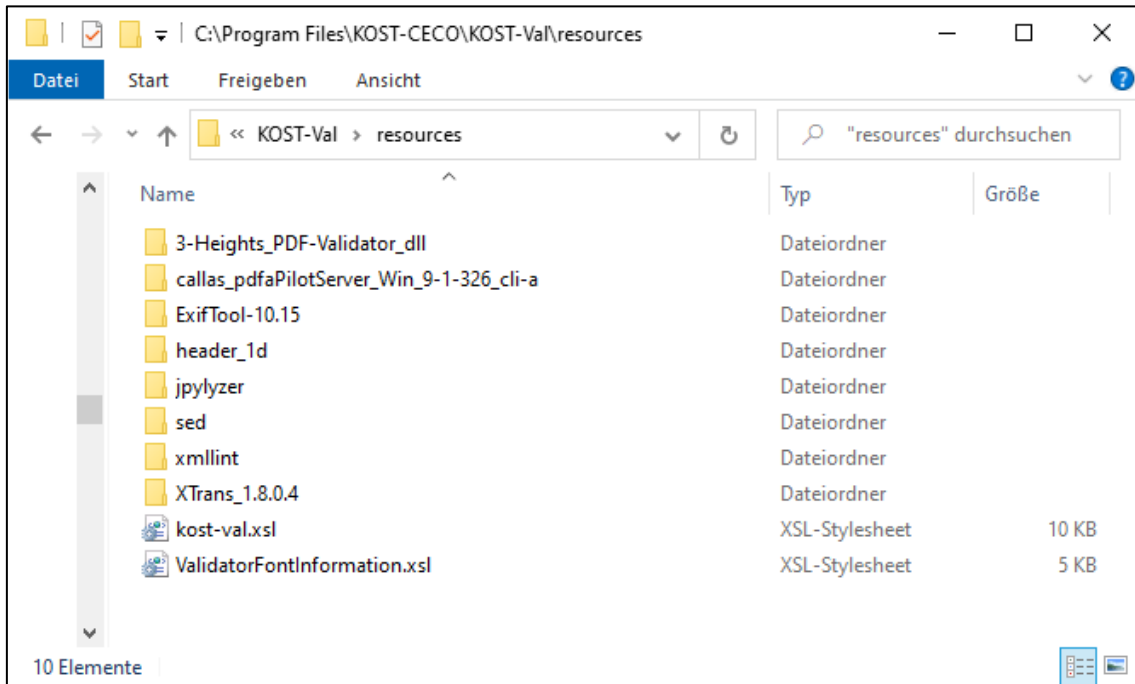 C:\Program Files\KOST-CECO\KOST-Val\resources
Datei Start Freigeben Ansicht
« KOST-Val › resources "resources" durchsuchen
Name Typ Größe
3-Heights_PDF-Validator_dll Dateiordner
callas_pdfaPilotServer_Win_9-1-326_cli-a Dateiordner
ExifTool-10.15 Dateiordner
header_1d Dateiordner
jpylyzer Dateiordner
sed Dateiordner
xmllint Dateiordner
XTrans_1.8.0.4 Dateiordner
kost-val.xsl XSL-Stylesheet 10 KB
ValidatorFontInformation.xsl XSL-Stylesheet 5 KB
10 Elemente